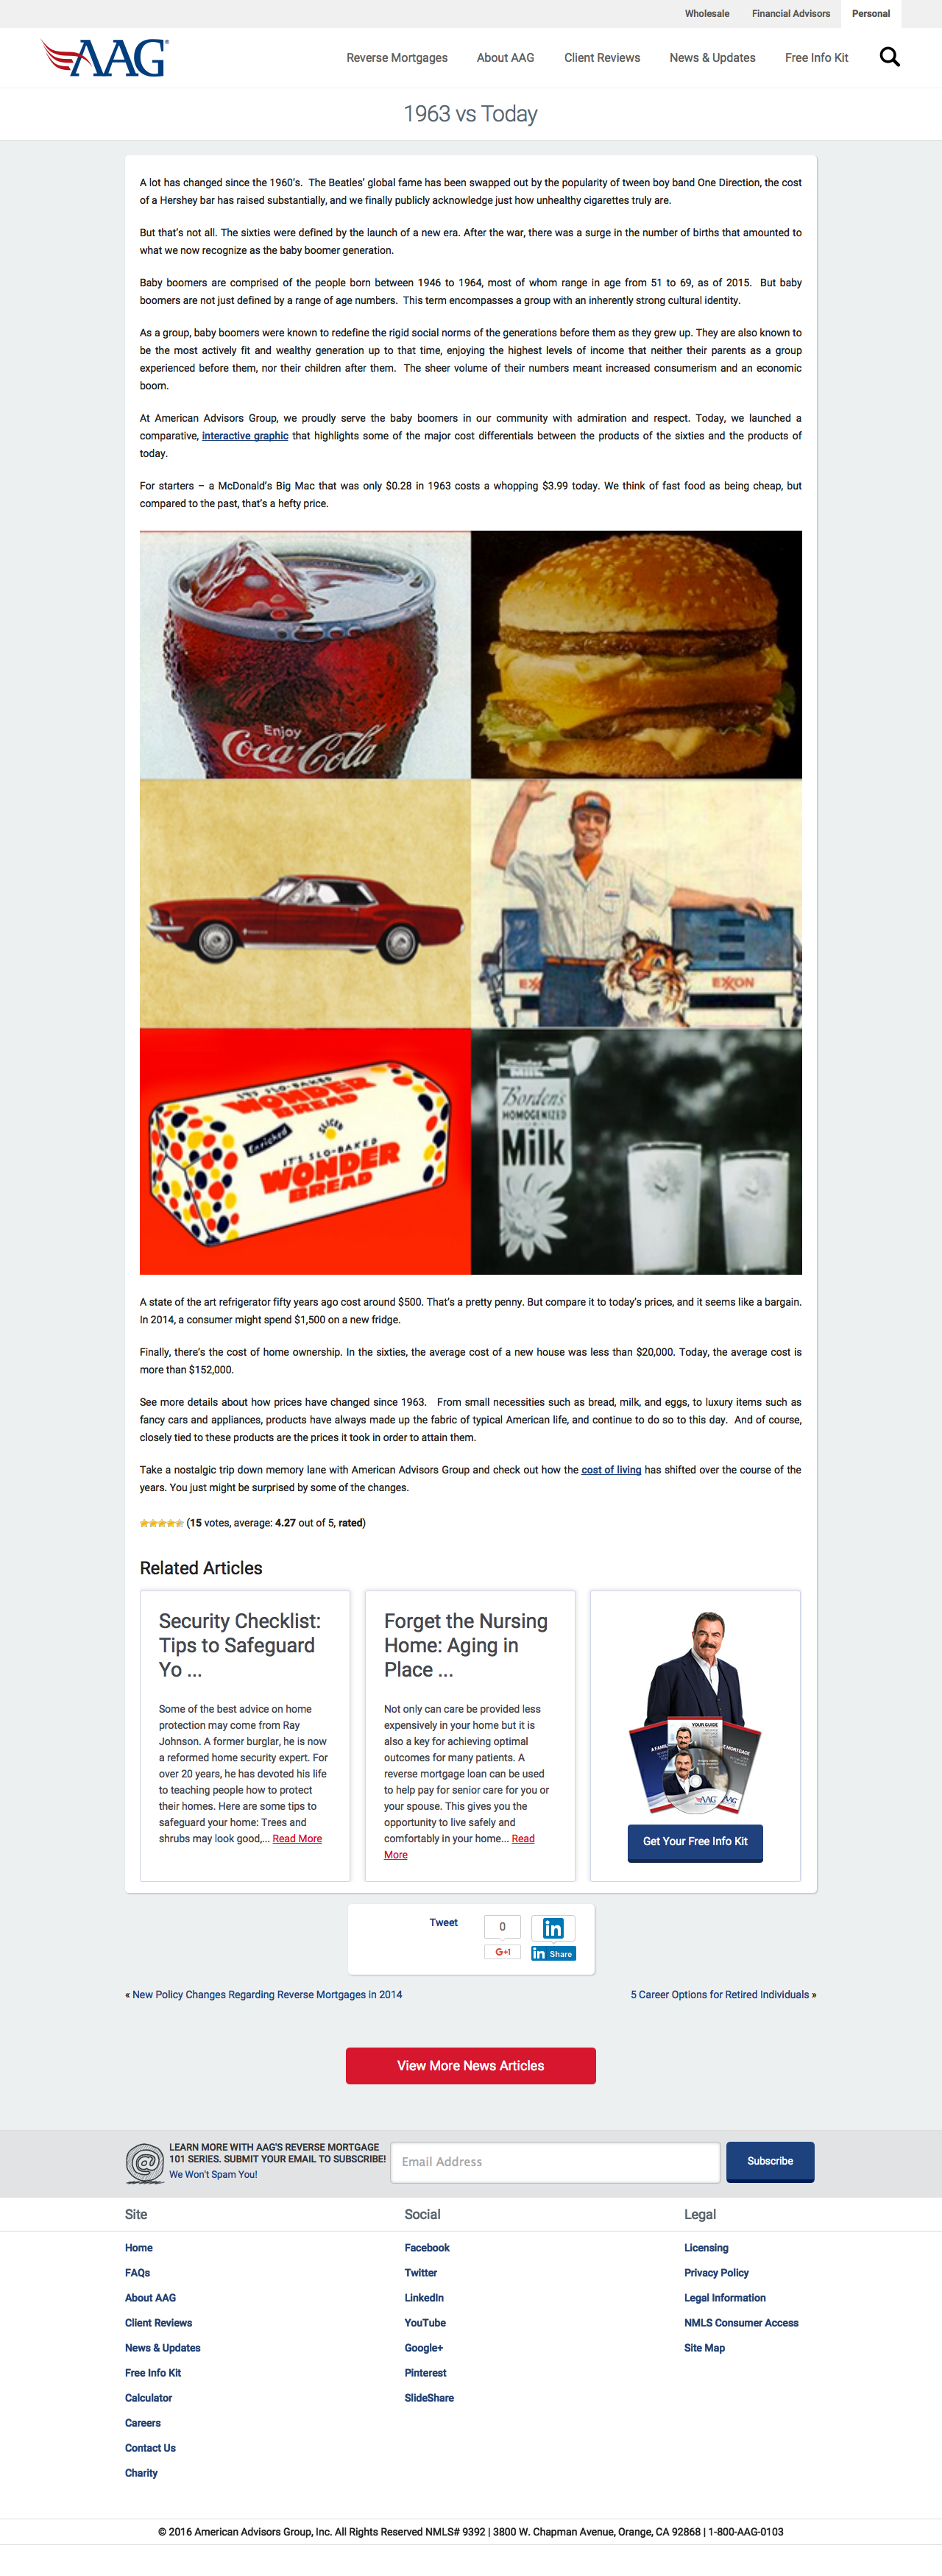 Wholesale Financial Advisors Personal
AAG
Reverse Mortgages About AAG Client Reviews News & Updates Free Info Kit
1963 vs Today
A lot has changed since the 1960's. The Beatles' global fame has been swapped out by the popularity of tween boy band One Direction, the cost
of a Hershey bar has raised substantially, and we finally publicly acknowledge just how unhealthy cigarettes truly are.
But that's not all. The sixties were defined by the launch of a new era. After the war, there was a surge in the number of births that amounted to
what we now recognize as the baby boomer generation.
Baby boomers are comprised of the people born between 1946 to 1964, most of whom range in age from 51 to 69, as of 2015. But baby
boomers are not just defined by a range of age numbers. This term encompasses a group with an inherently strong cultural identity.
As a group, baby boomers were known to redefine the rigid social norms of the generations before them as they grew up. They are also known to
be the most actively fit and wealthy generation up to that time, enjoying the highest levels of income that neither their parents as a group
experienced before them, nor their children after them. The sheer volume of their numbers meant increased consumerism and an economic
boom.
At American Advisors Group, we proudly serve the baby boomers in our community with admiration and respect. Today, we launched a
comparative, interactive graphic that highlights some of the major cost differentials between the products of the sixties and the products of
today.
For starters – a McDonald's Big Mac that was only $0.28 in 1963 costs a whopping $3.99 today. We think of fast food as being cheap, but
compared to the past, that's a hefty price.
Enjoy
Coca-Cola
EXXON
IT'S SLO-BAKED
WONDER
BREAD
Enriched
SLICED
IT'S SLO-BAKED
WONDER
BREAD
Borden's
HOMOGENIZED
Milk
A state of the art refrigerator fifty years ago cost around $500. That's a pretty penny. But compare it to today's prices, and it seems like a bargain.
In 2014, a consumer might spend $1,500 on a new fridge.
Finally, there's the cost of home ownership. In the sixties, the average cost of a new house was less than $20,000. Today, the average cost is
more than $152,000.
See more details about how prices have changed since 1963. From small necessities such as bread, milk, and eggs, to luxury items such as
fancy cars and appliances, products have always made up the fabric of typical American life, and continue to do so to this day. And of course,
closely tied to these products are the prices it took in order to attain them.
Take a nostalgic trip down memory lane with American Advisors Group and check out how the cost of living has shifted over the course of the
years. You just might be surprised by some of the changes.
(15 votes, average: 4.27 out of 5, rated)
Related Articles
Security Checklist:
Tips to Safeguard
Yo ...
Some of the best advice on home
protection may come from Ray
Johnson. A former burglar, he is now
a reformed home security expert. For
over 20 years, he has devoted his life
to teaching people how to protect
their homes. Here are some tips to
safeguard your home: Trees and
shrubs may look good,... Read More
Forget the Nursing
Home: Aging in
Place ...
Not only can care be provided less
expensively in your home but it is
also a key for achieving optimal
outcomes for many patients. A
reverse mortgage loan can be used
to help pay for senior care for you or
your spouse. This gives you the
opportunity to live safely and
comfortably in your home... Read
More
YOUR GUIDE
AAG
Get Your Free Info Kit
Tweet
0
G+1
in
in Share
« New Policy Changes Regarding Reverse Mortgages in 2014
5 Career Options for Retired Individuals »
View More News Articles
LEARN MORE WITH AAG'S REVERSE MORTGAGE
101 SERIES. SUBMIT YOUR EMAIL TO SUBSCRIBE!
We Won't Spam You!
Email Address
Subscribe
Site
Home
FAQs
About AAG
Client Reviews
News & Updates
Free Info Kit
Calculator
Careers
Contact Us
Charity
Social
Facebook
Twitter
LinkedIn
YouTube
Google+
Pinterest
SlideShare
Legal
Licensing
Privacy Policy
Legal Information
NMLS Consumer Access
Site Map
© 2016 American Advisors Group, Inc. All Rights Reserved NMLS# 9392 | 3800 W. Chapman Avenue, Orange, CA 92868 | 1-800-AAG-0103